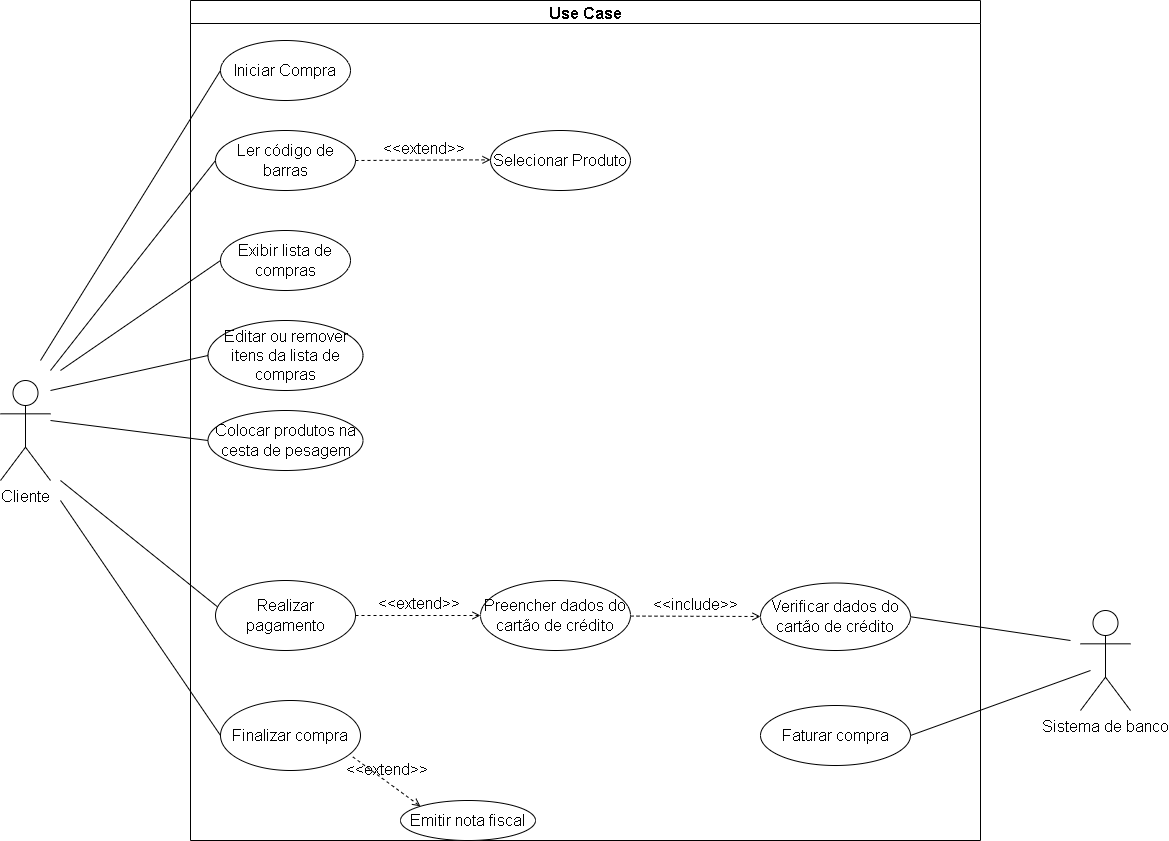 Use Case
Iniciar Compra
Ler código de
barras
<<extend>>
Selecionar Produto
Exibir lista de
compras
Editar ou remover
itens da lista de
compras
Colocar produtos na
cesta de pesagem
Cliente
Realizar
pagamento
<<extend>>
Preencher dados do
cartão de crédito
<<include>>
Verificar dados do
cartão de crédito
Sistema de banco
Finalizar compra
Faturar compra
<<extend>>
Emitir nota fiscal